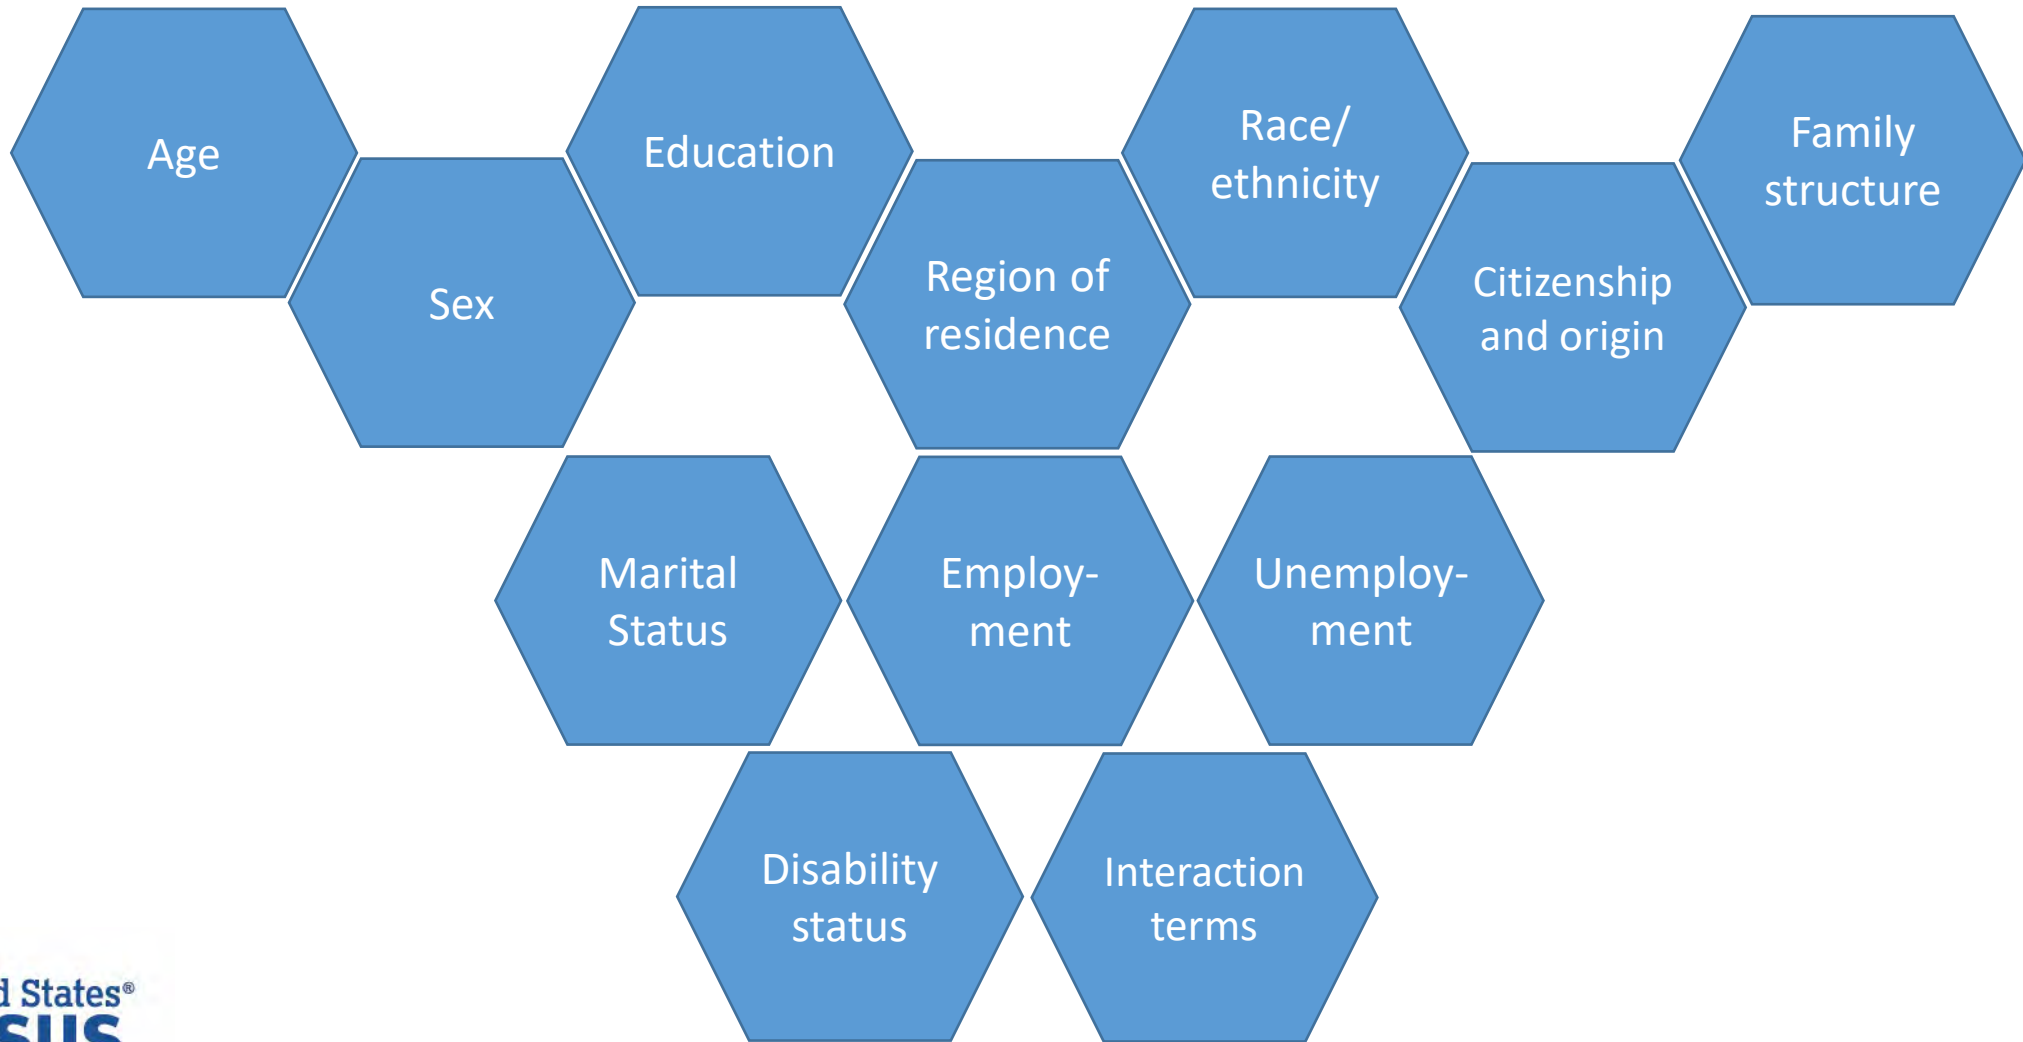 Age
Sex
Education
Region of
residence
Race/
ethnicity
Citizenship
and origin
Family
structure
Marital
Status
Employ-
ment
Unemploy-
ment
Disability
status
Interaction
terms
d States®
sus